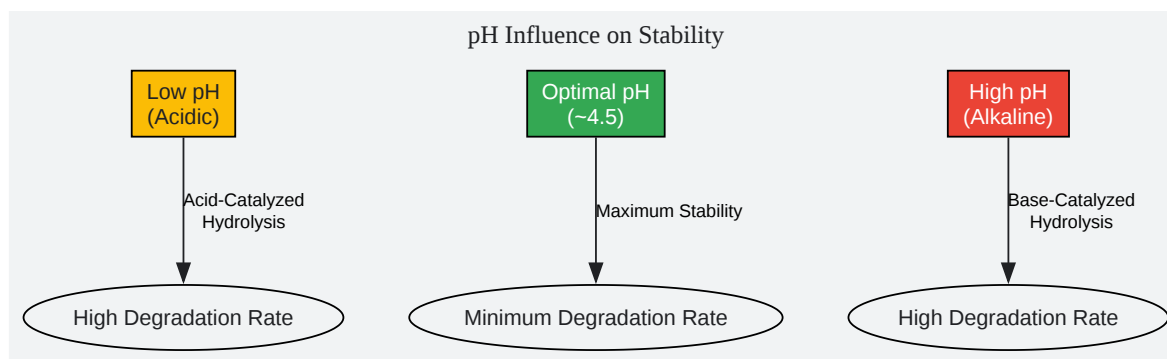 pH Influence on Stability
Low pH
(Acidic)
Optimal pH
(~4.5)
High pH
(Alkaline)
Acid-Catalyzed
Hydrolysis
Maximum Stability
Base-Catalyzed
Hydrolysis
High Degradation Rate
Minimum Degradation Rate
High Degradation Rate